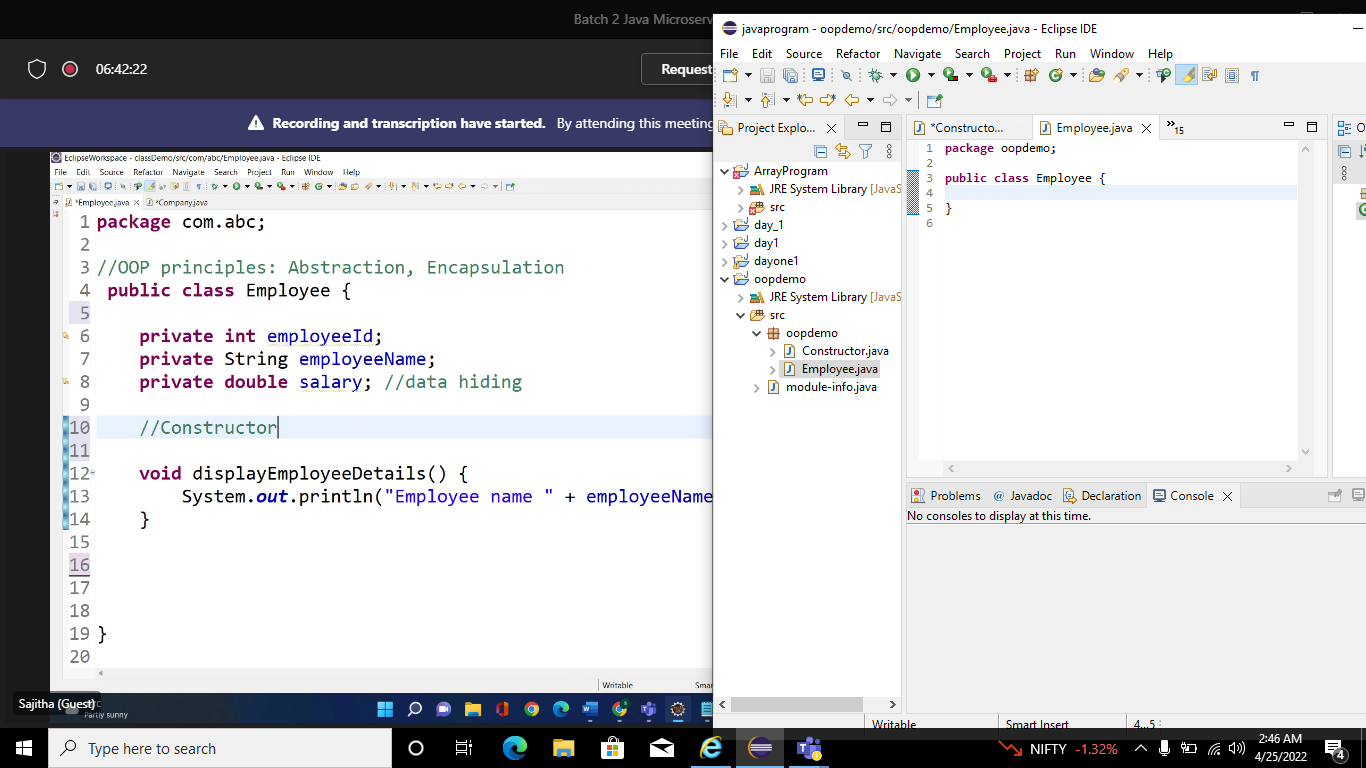 Batch 2 Java Microserv
06:42:22
Request
Recording and transcription have started. By attending this meeting
EclipseWorkspace - classDemo/src/com/abc/Employee.java - Eclipse IDE
File Edit Source Refactor Navigate Search Project Run Window Help
*Employee.java *Company.java
1 package com.abc;
2
3 //OOP principles: Abstraction, Encapsulation
4 public class Employee {
5
6 private int employeeId;
7 private String employeeName;
8 private double salary; //data hiding
9
10 //Constructor
11
12 void displayEmployeeDetails() {
13 System.out.println("Employee name " + employeeName
14 }
15
16
17
18
19 }
20
Writable Smar
Sajitha (Guest)
Partly sunny
javaprogram - oopdemo/src/oopdemo/Employee.java - Eclipse IDE
File Edit Source Refactor Navigate Search Project Run Window Help
Project Explo...
ArrayProgram
JRE System Library [JavaS
src
day_1
day1
dayone1
oopdemo
JRE System Library [JavaS
src
oopdemo
Constructor.java
Employee.java
module-info.java
*Constructo... Employee.java 15
1 package oopdemo;
2
3 public class Employee {
4
5 }
6
O
Problems @ Javadoc Declaration Console
No consoles to display at this time.
Writable Smart Insert 4...5 :
Type here to search
NIFTY -1.32%
2:46 AM
4/25/2022
4